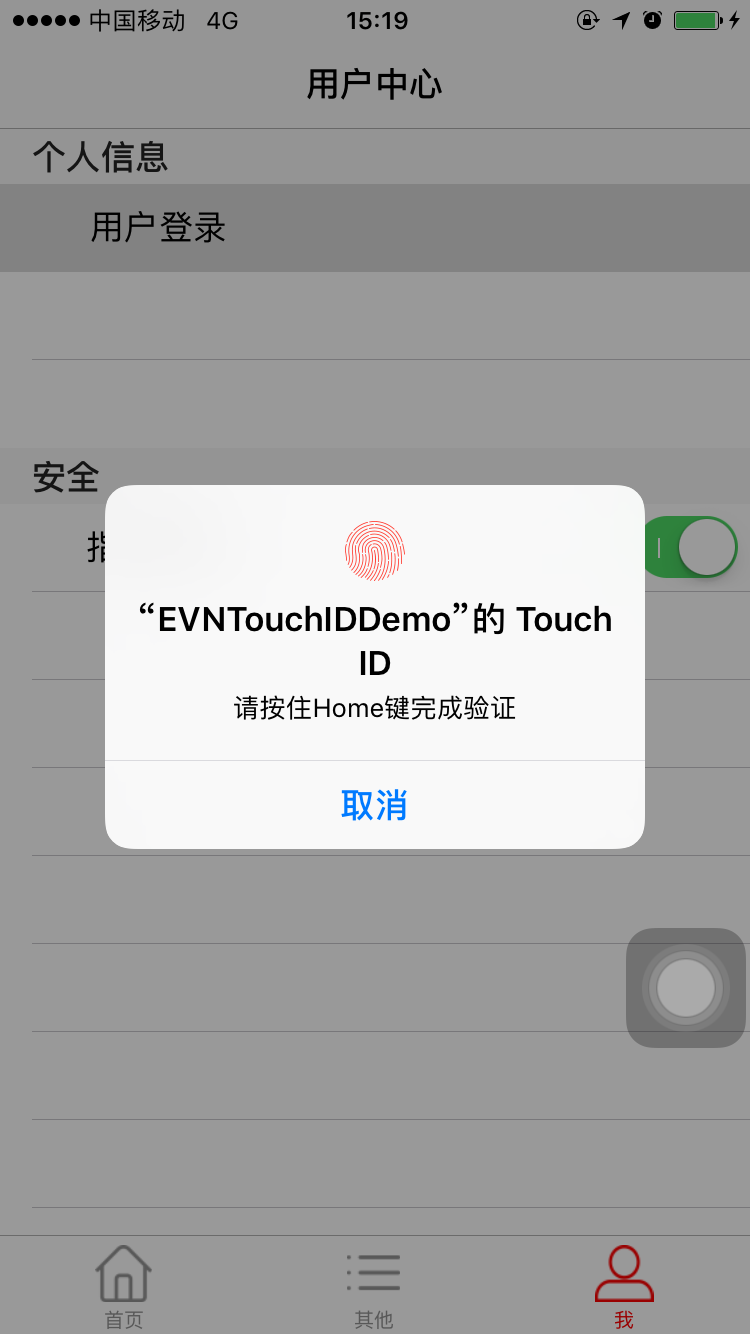 中国移动 4G 15:19
用户中心
个人信息
用户登录
安全
“EVNTouchIDDemo”的 Touch
ID
请按住Home键完成验证
取消
首页 其他 我